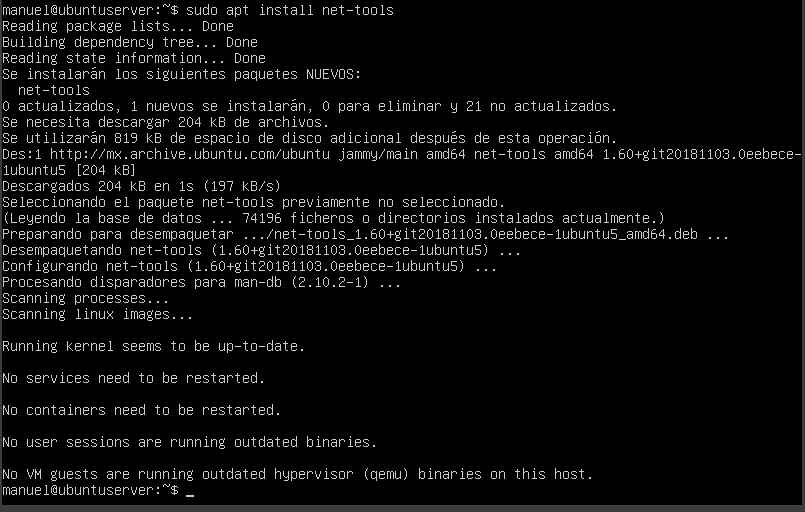 manuel@ubuntuserver:~$ sudo apt install net-tools
Reading package lists... Done
Building dependency tree... Done
Reading state information... Done
Se instalarán los siguientes paquetes NUEVOS:
  net-tools
0 actualizados, 1 nuevos se instalarán, 0 para eliminar y 21 no actualizados.
Se necesita descargar 204 kB de archivos.
Se utilizarán 819 kB de espacio de disco adicional después de esta operación.
Des:1 http://mx.archive.ubuntu.com/ubuntu jammy/main amd64 net-tools amd64 1.60+git20181103.0eebece-
1ubuntu5 [204 kB]
Descargados 204 kB en 1s (197 kB/s)
Seleccionando el paquete net-tools previamente no seleccionado.
(Leyendo la base de datos ... 74196 ficheros o directorios instalados actualmente.)
Preparando para desempaquetar .../net-tools_1.60+git20181103.0eebece-1ubuntu5_amd64.deb ...
Desempaquetando net-tools (1.60+git20181103.0eebece-1ubuntu5) ...
Configurando net-tools (1.60+git20181103.0eebece-1ubuntu5) ...
Procesando disparadores para man-db (2.10.2-1) ...
Scanning processes...
Scanning linux images...
Running kernel seems to be up-to-date.
No services need to be restarted.
No containers need to be restarted.
No user sessions are running outdated binaries.
No VM guests are running outdated hypervisor (qemu) binaries on this host.
manuel@ubuntuserver:~$ _